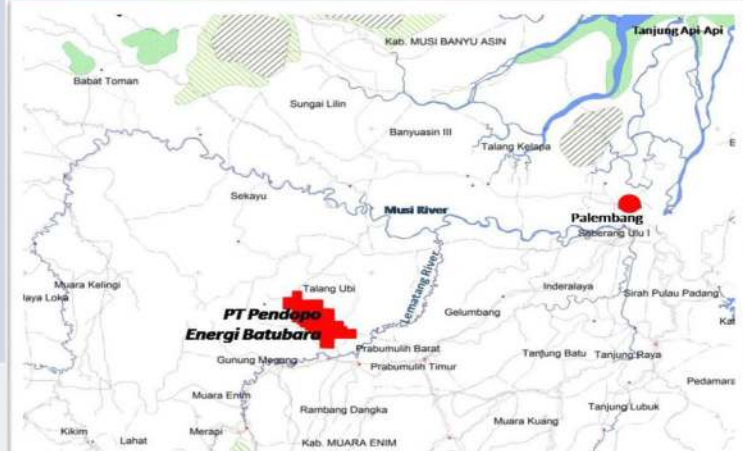 Tanjung Api-Api
Kab. MUSI BANYU ASIN
Babat Toman
Sungai Lilin
Banyuasin III
Talang Kelapa
Sekayu
Musi River
Palembang
Seberang Ulu I
Lematang River
Muara Kelingi
Talang Ubi
Inderalaya
Sirah Pulau Padang
laya Loka
PT Pendopo
Energi Batubara
Gelumbang
Prabumulih Barat
Gunung Megang
Prabumulih Timur
Tanjung Batu
Tanjung Raya
Pedamara
Muara Enim
Rambang Dangka
Tanjung Lubuk
Muara Kuang
Kikim
Lahat
Merapi
Kab. MUARA ENIM